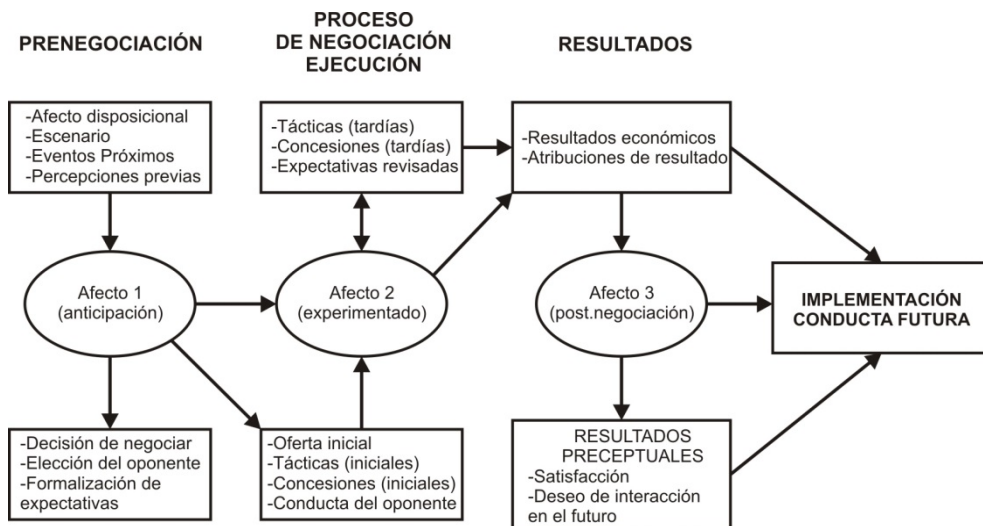 PRENEGOCIACIÓN
PROCESO
DE NEGOCIACIÓN
EJECUCIÓN
RESULTADOS
-Afecto disposicional
-Escenario
-Eventos Próximos
-Percepciones previas
-Tácticas (tardías)
-Concesiones (tardías)
-Expectativas revisadas
-Resultados económicos
-Atribuciones de resultado
Afecto 1
(anticipación)
Afecto 2
(experimentado)
Afecto 3
(post.negociación)
IMPLEMENTACIÓN
CONDUCTA FUTURA
-Decisión de negociar
-Elección del oponente
-Formalización de
expectativas
-Oferta inicial
-Tácticas (iniciales)
-Concesiones (iniciales)
-Conducta del oponente
RESULTADOS
PRECEPTUALES
-Satisfacción
-Deseo de interacción
en el futuro